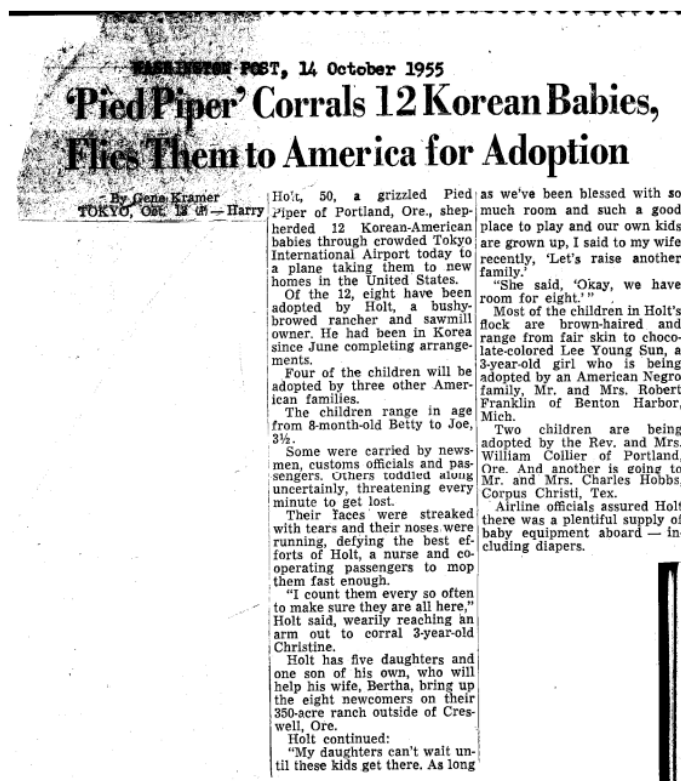 WASHINGTON POST, 14 October 1955
'Pied Piper' Corrals 12 Korean Babies,
Flies Them to America for Adoption
By Gene Kramer
TOKYO, Oct. 13 (AP) — Harry
Holt, 50, a grizzled Pied
Piper of Portland, Ore., shep-
herded 12 Korean-American
babies through crowded Tokyo
International Airport today to
a plane taking them to new
homes in the United States.
Of the 12, eight have been
adopted by Holt, a bushy-
browed rancher and sawmill
owner. He had been in Korea
since June completing arrange-
ments.
Four of the children will be
adopted by three other Amer-
ican families.
The children range in age
from 8-month-old Betty to Joe,
3½.
Some were carried by news-
men, customs officials and pas-
sengers. Others toddled along
uncertainly, threatening every
minute to get lost.
Their faces were streaked
with tears and their noses were
running, defying the best ef-
forts of Holt, a nurse and co-
operating passengers to mop
them fast enough.
"I count them every so often
to make sure they are all here,"
Holt said, wearily reaching an
arm out to corral 3-year-old
Christine.
Holt has five daughters and
one son of his own, who will
help his wife, Bertha, bring up
the eight newcomers on their
350-acre ranch outside of Cres-
well, Ore.
Holt continued:
"My daughters can't wait un-
til these kids get there. As long
as we've been blessed with so
much room and such a good
place to play and our own kids
are grown up, I said to my wife
recently, 'Let's raise another
family.'
"She said, 'Okay, we have
room for eight.'"
Most of the children in Holt's
flock are brown-haired and
range from fair skin to choco-
late-colored Lee Young Sun, a
3-year-old girl who is being
adopted by an American Negro
family, Mr. and Mrs. Robert
Franklin of Benton Harbor,
Mich.
Two children are being
adopted by the Rev. and Mrs.
William Collier of Portland,
Ore. And another is going to
Mr. and Mrs. Charles Hobbs,
Corpus Christi, Tex.
Airline officials assured Holt
there was a plentiful supply of
baby equipment aboard — in-
cluding diapers.